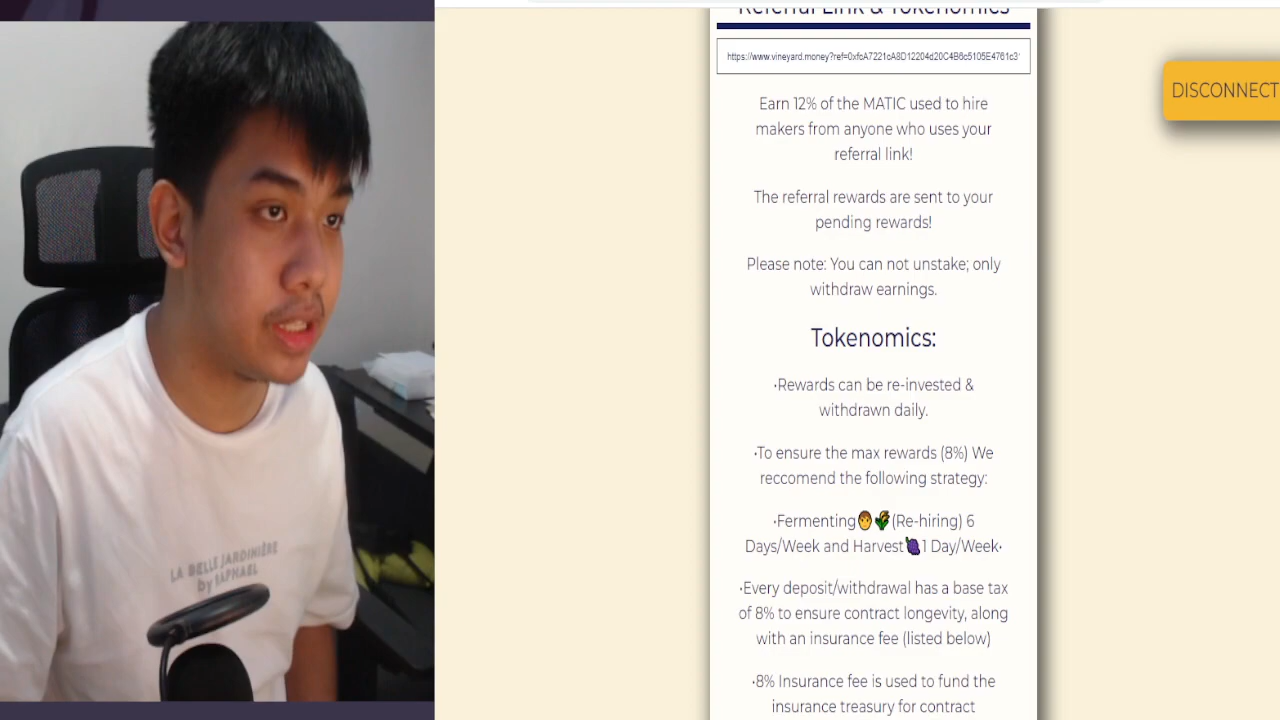 Referral Link & Tokenomics
https://www.vineyard.money?ref=0xfcA7221cA8D12204d20C4B6c5105E4761c3
DISCONNECT
Earn 12% of the MATIC used to hire
makers from anyone who uses your
referral link!
The referral rewards are sent to your
pending rewards!
Please note: You can not unstake; only
withdraw earnings.
Tokenomics:
•Rewards can be re-invested &
withdrawn daily.
•To ensure the max rewards (8%) We
reccomend the following strategy:
•Fermenting👨🌾(Re-hiring) 6
Days/Week and Harvest🍇1 Day/Week•
•Every deposit/withdrawal has a base tax
of 8% to ensure contract longevity, along
with an insurance fee (listed below)
•8% Insurance fee is used to fund the
insurance treasury for contract
LA BELLE JARDINIÈRE
by RAPHAEL